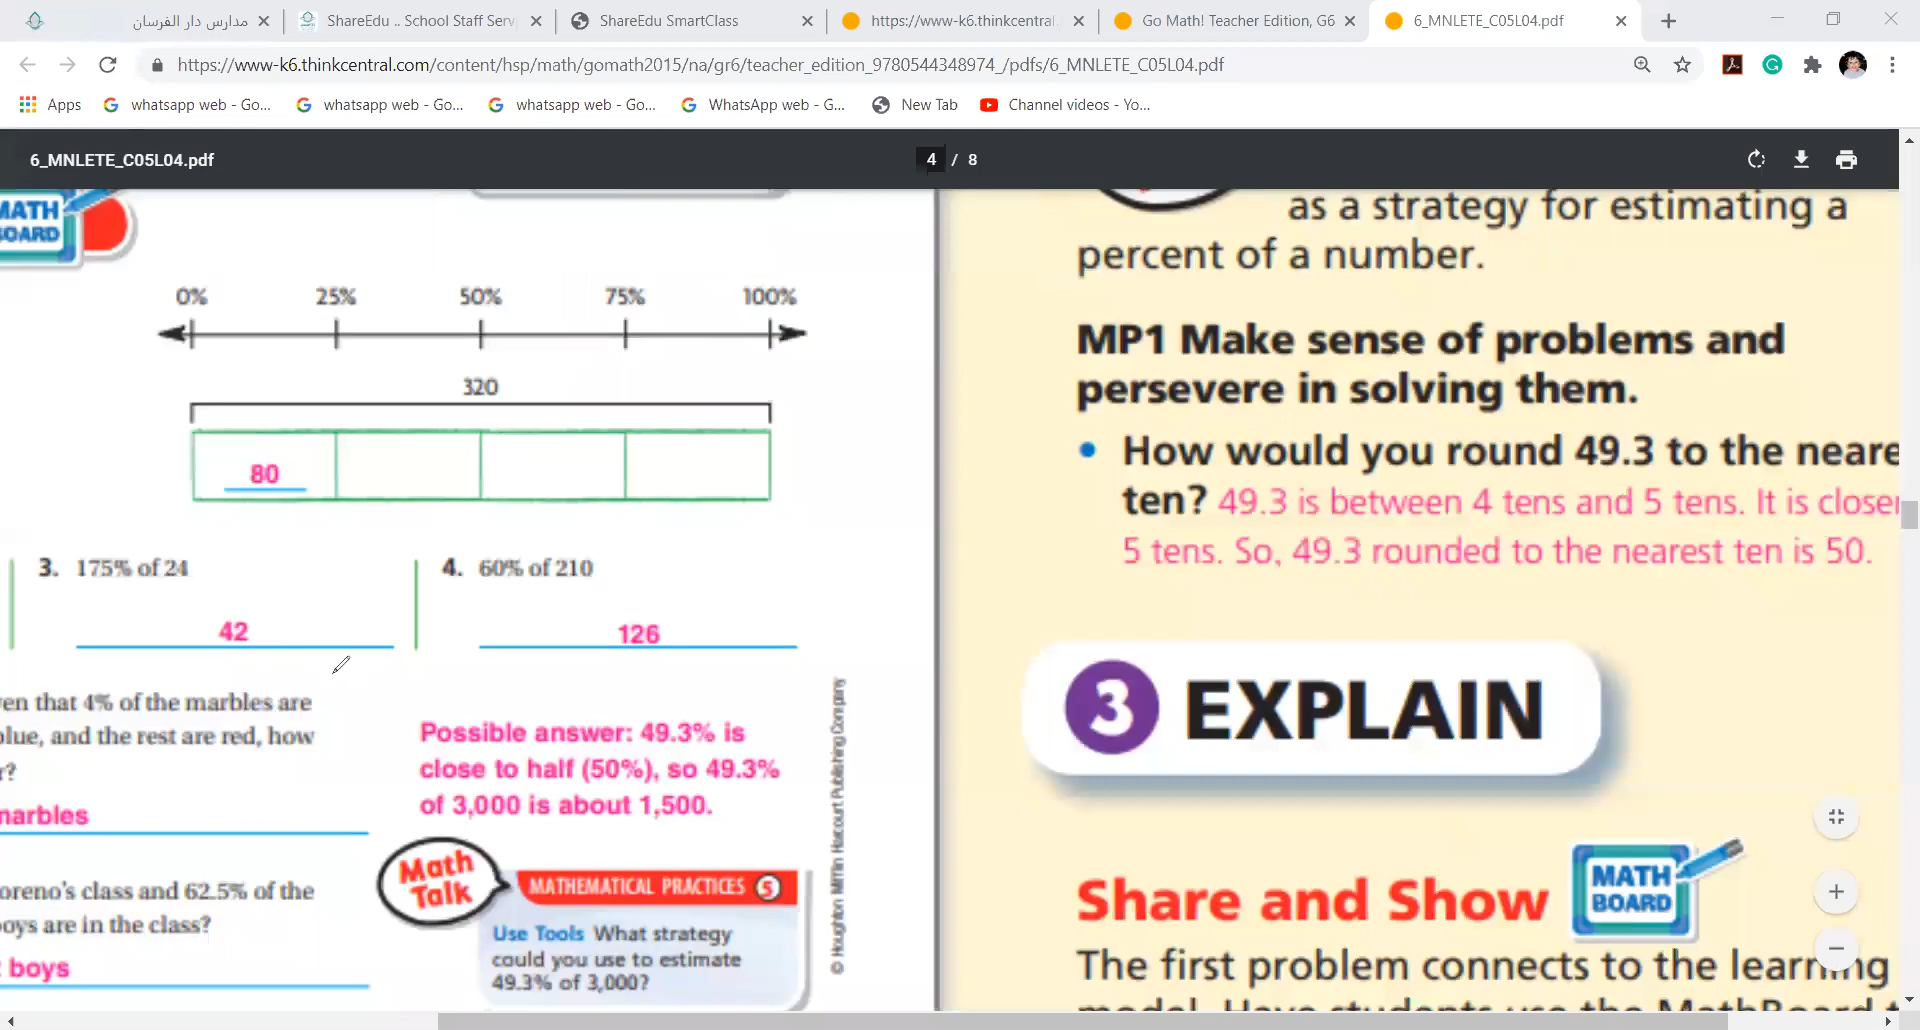 مدارس دار الفرسان
ShareEdu .. School Staff Serv
ShareEdu SmartClass
https://www-k6.thinkcentral.
Go Math! Teacher Edition, G6
6_MNLETE_C05L04.pdf
https://www-k6.thinkcentral.com/content/hsp/math/gomath2015/na/gr6/teacher_edition_9780544348974_/pdfs/6_MNLETE_C05L04.pdf
Apps
whatsapp web - Go...
whatsapp web - Go...
whatsapp web - Go...
WhatsApp web - G...
New Tab
Channel videos - Yo...
6_MNLETE_C05L04.pdf
4 / 8
MATH
BOARD
0% 25% 50% 75% 100%
320
80
3. 175% of 24
42
4. 60% of 210
126
ven that 4% of the marbles are
blue, and the rest are red, how
r?
marbles
oreno's class and 62.5% of the
boys are in the class?
boys
Possible answer: 49.3% is
close to half (50%), so 49.3%
of 3,000 is about 1,500.
Math
Talk
MATHEMATICAL PRACTICES 5
Use Tools What strategy
could you use to estimate
49.3% of 3,000?
© Houghton Mifflin Harcourt Publishing Company
as a strategy for estimating a
percent of a number.
MP1 Make sense of problems and
persevere in solving them.
• How would you round 49.3 to the neare
ten? 49.3 is between 4 tens and 5 tens. It is closer
5 tens. So, 49.3 rounded to the nearest ten is 50.
3 EXPLAIN
Share and Show
MATH
BOARD
The first problem connects to the learning
model. Have students use the MathBoard t